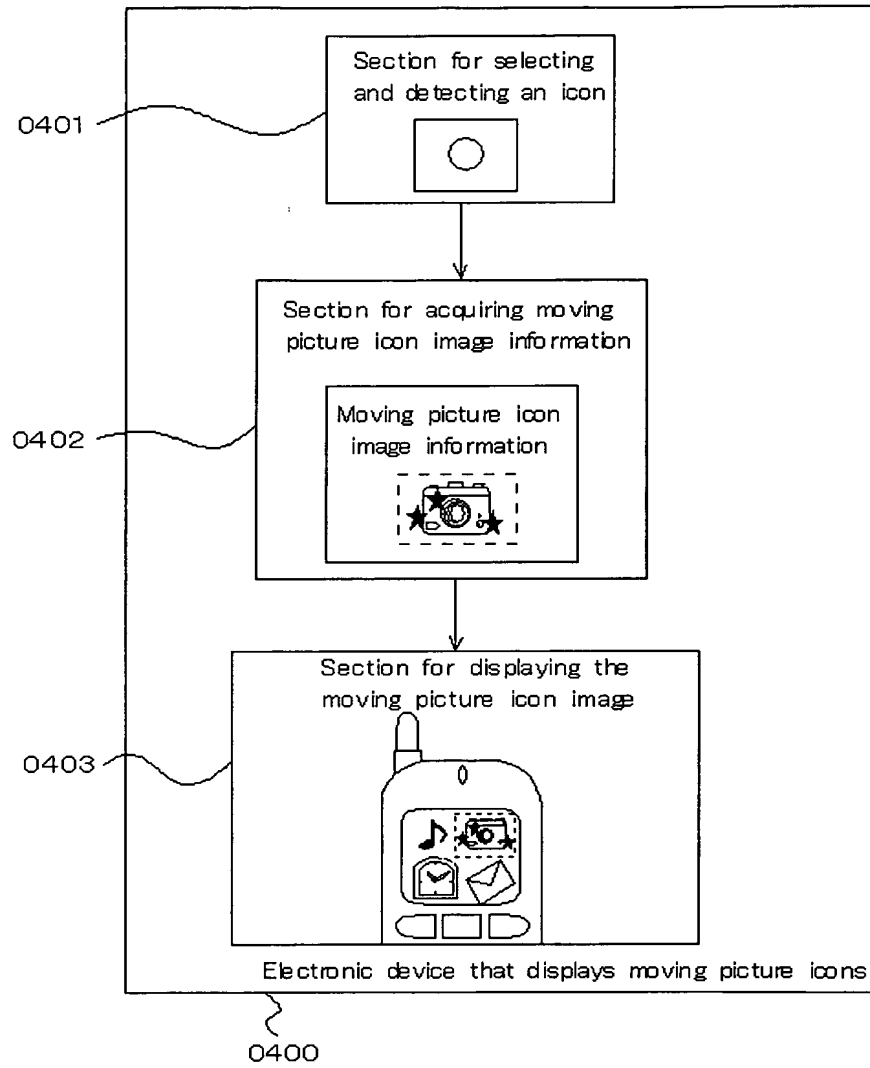 Section for selecting
and detecting an icon
0401
Section for acquiring moving
picture icon image information
0402
Moving picture icon
image information
Section for displaying the
moving picture icon image
0403
Electronic device that displays moving picture icons
0400